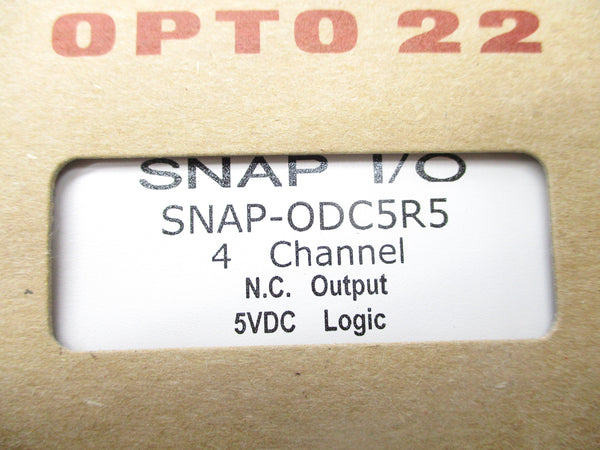 OPTO 22
SNAP I/O
SNAP-ODC5R5
4 Channel
N.C. Output
5VDC Logic